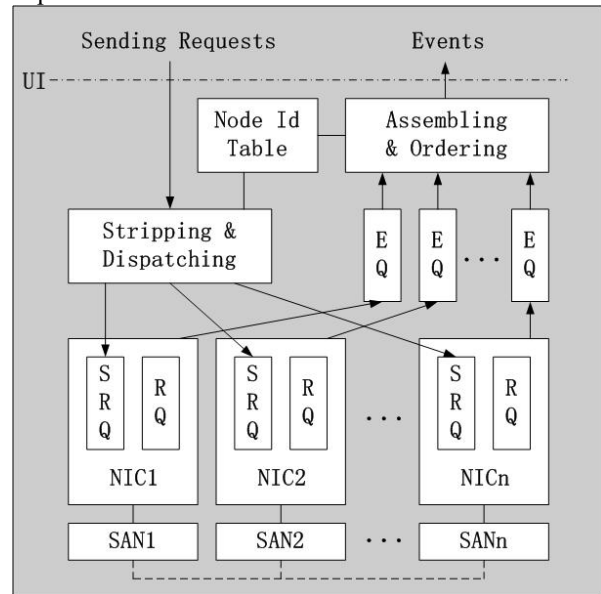 Sending Requests
Events
UI
Node Id
Table
Assembling
& Ordering
Stripping &
Dispatching
E
Q
E
Q
...
E
Q
S
R
Q
R
Q
NIC1
S
R
Q
R
Q
NIC2
...
S
R
Q
R
Q
NICn
SAN1
SAN2
...
SANn